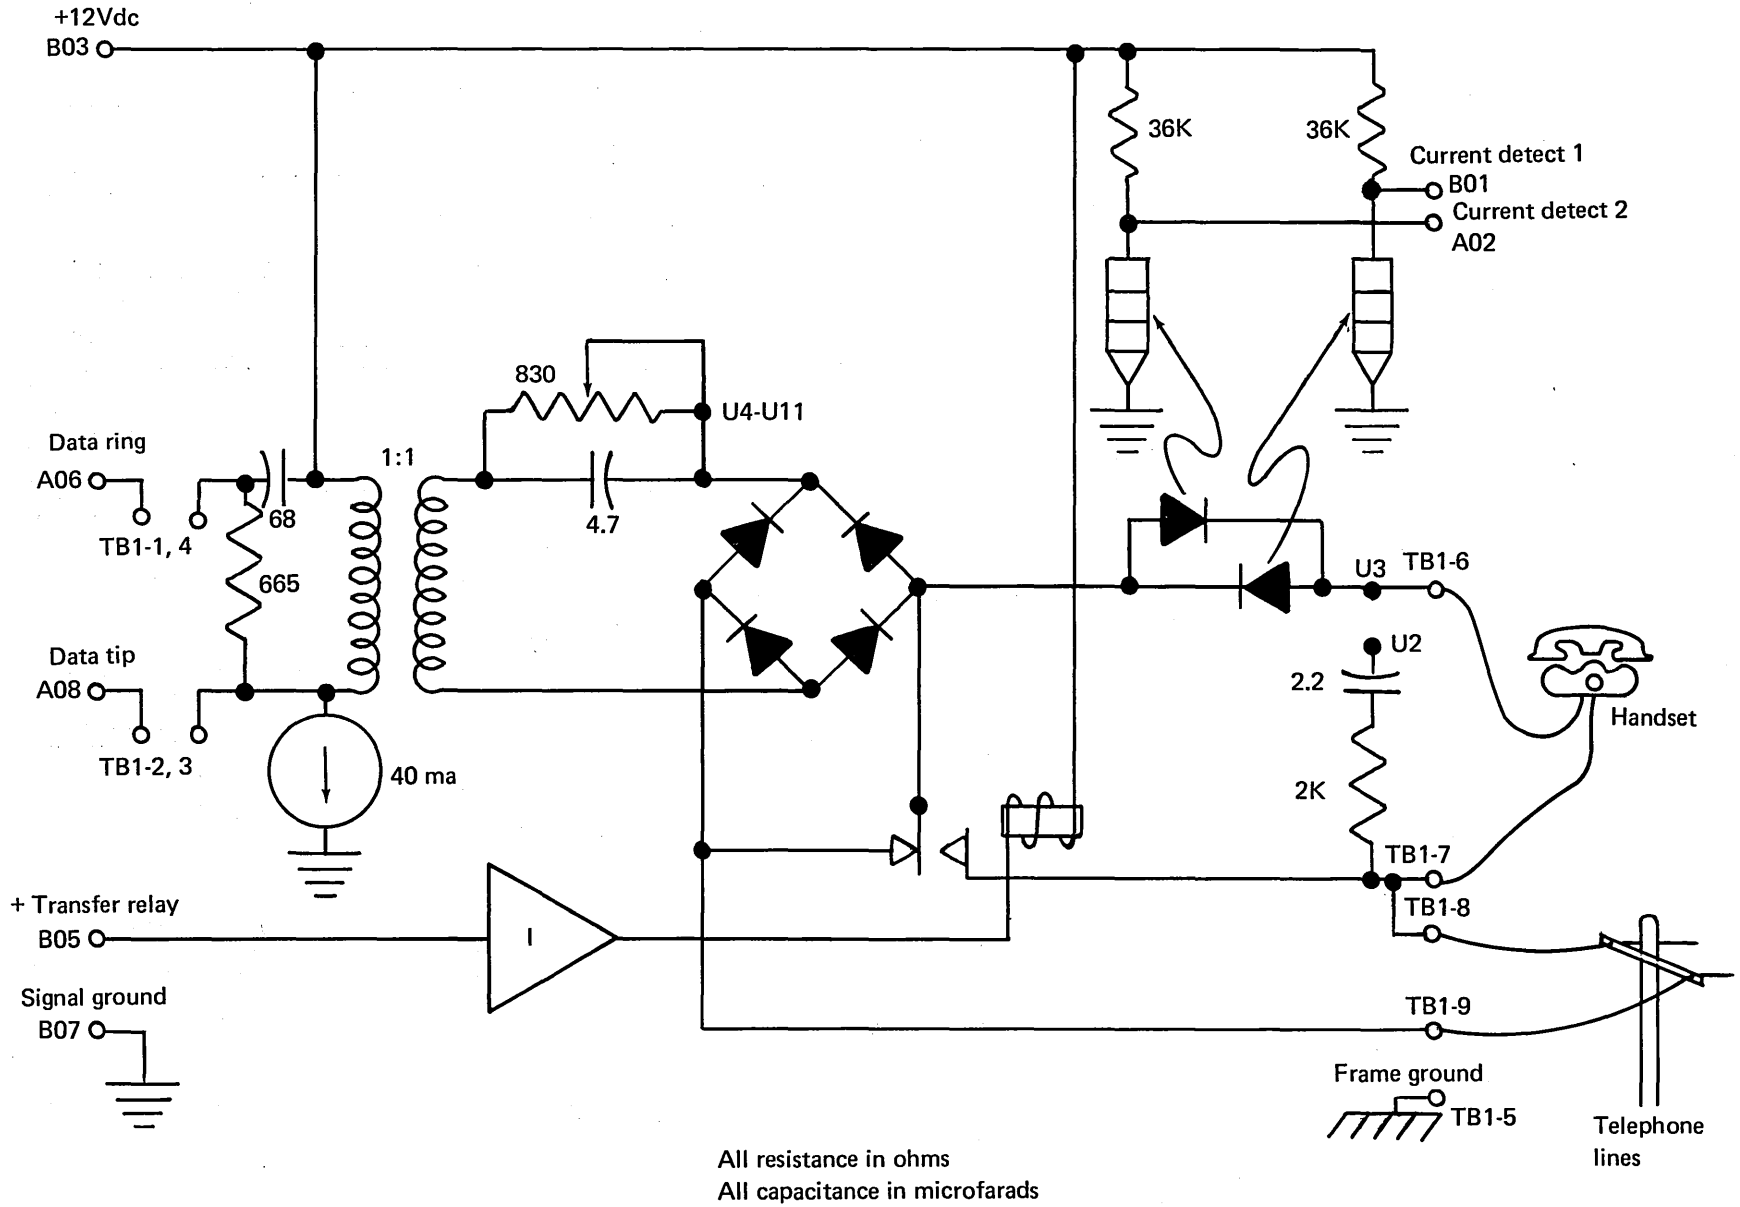 +12Vdc
B03
36K
36K
Current detect 1
B01
Current detect 2
A02
830
U4-U11
Data ring
A06
1:1
68
4.7
TB1-1, 4
665
U3
TB1-6
Data tip
A08
U2
2.2
Handset
TB1-2, 3
40 ma
2K
TB1-7
+ Transfer relay
TB1-8
B05
I
Signal ground
B07
TB1-9
Frame ground
TB1-5
Telephone
lines
All resistance in ohms
All capacitance in microfarads